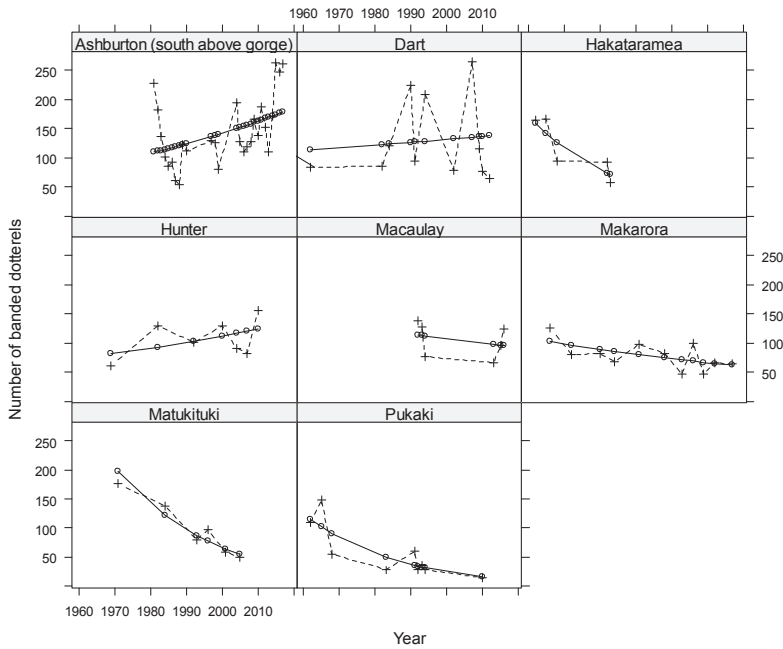 1960 1970 1980 1990 2000 2010
Ashburton (south above gorge) Dart Hakataramea
250
200
150
100
50
Hunter Macaulay Makarora
250
200
150
100
50
Matukituki Pukaki
250
200
150
100
50
1960 1970 1980 1990 2000 2010
Number of banded dotterels
Year